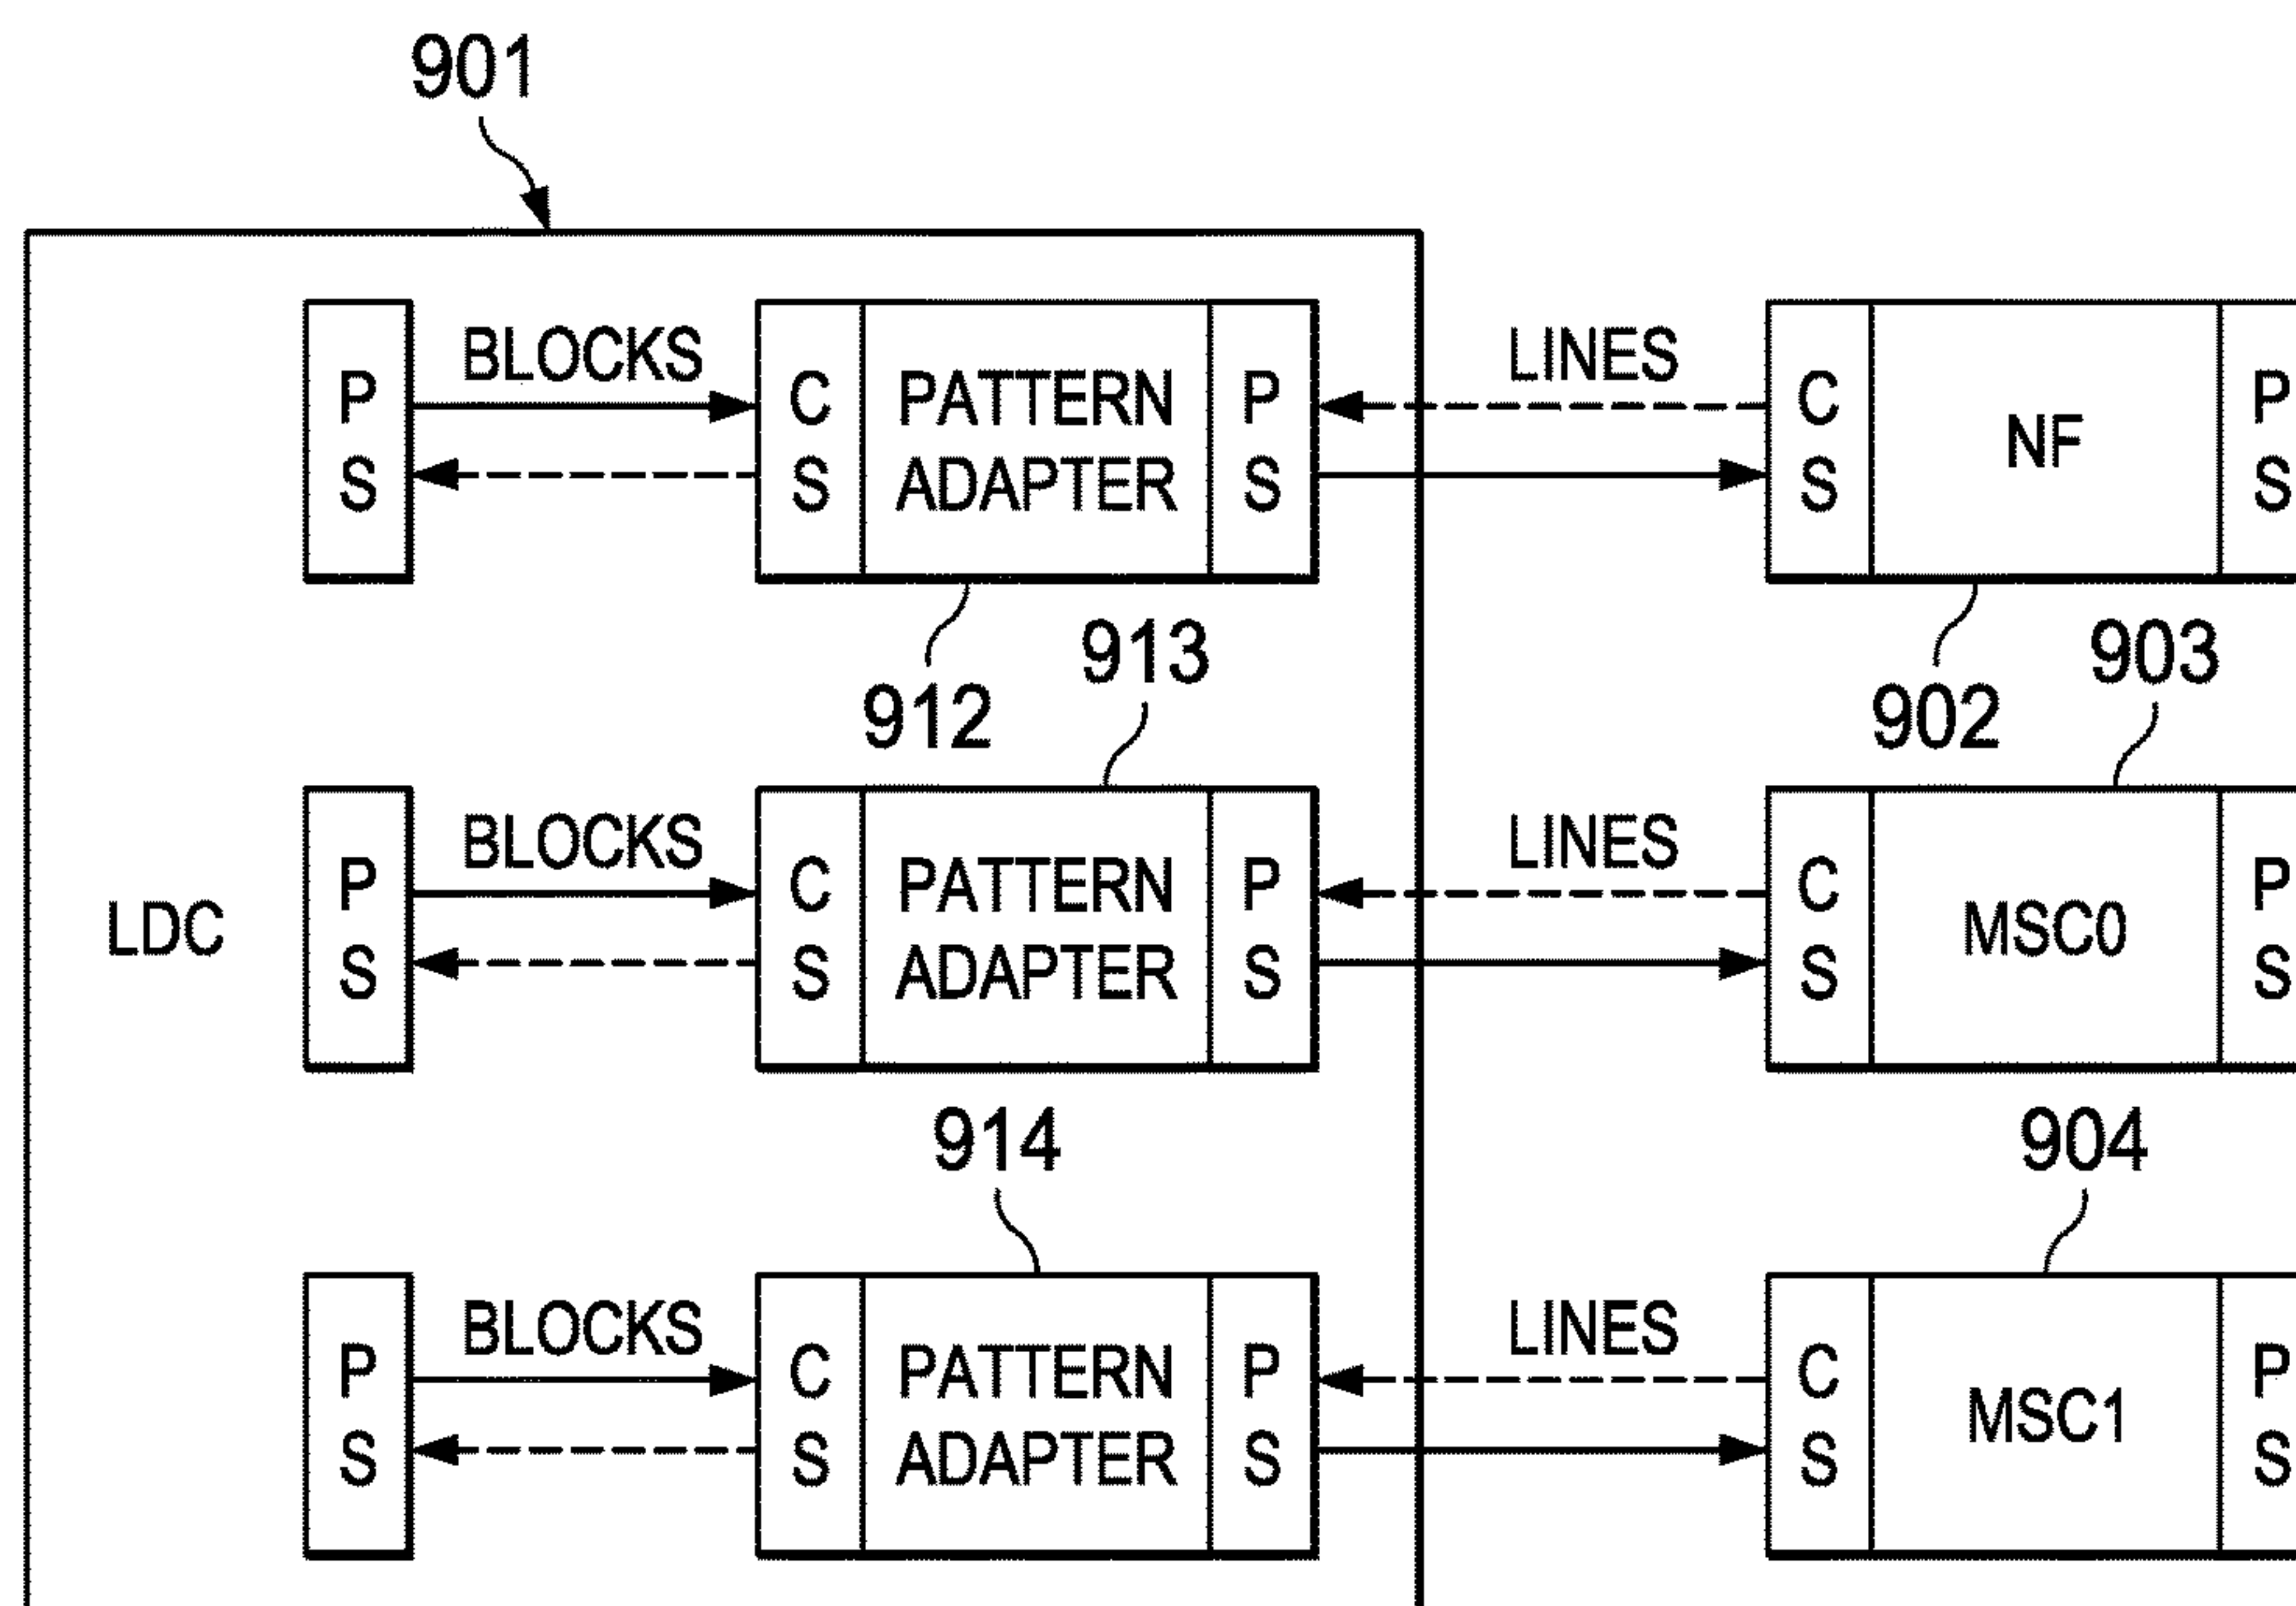 901
P
S
BLOCKS
C
S
PATTERN
ADAPTER
P
S
LINES
C
S
NF
P
S
912
913
902
903
LDC
P
S
BLOCKS
C
S
PATTERN
ADAPTER
P
S
LINES
C
S
MSC0
P
S
914
904
P
S
BLOCKS
C
S
PATTERN
ADAPTER
P
S
LINES
C
S
MSC1
P
S